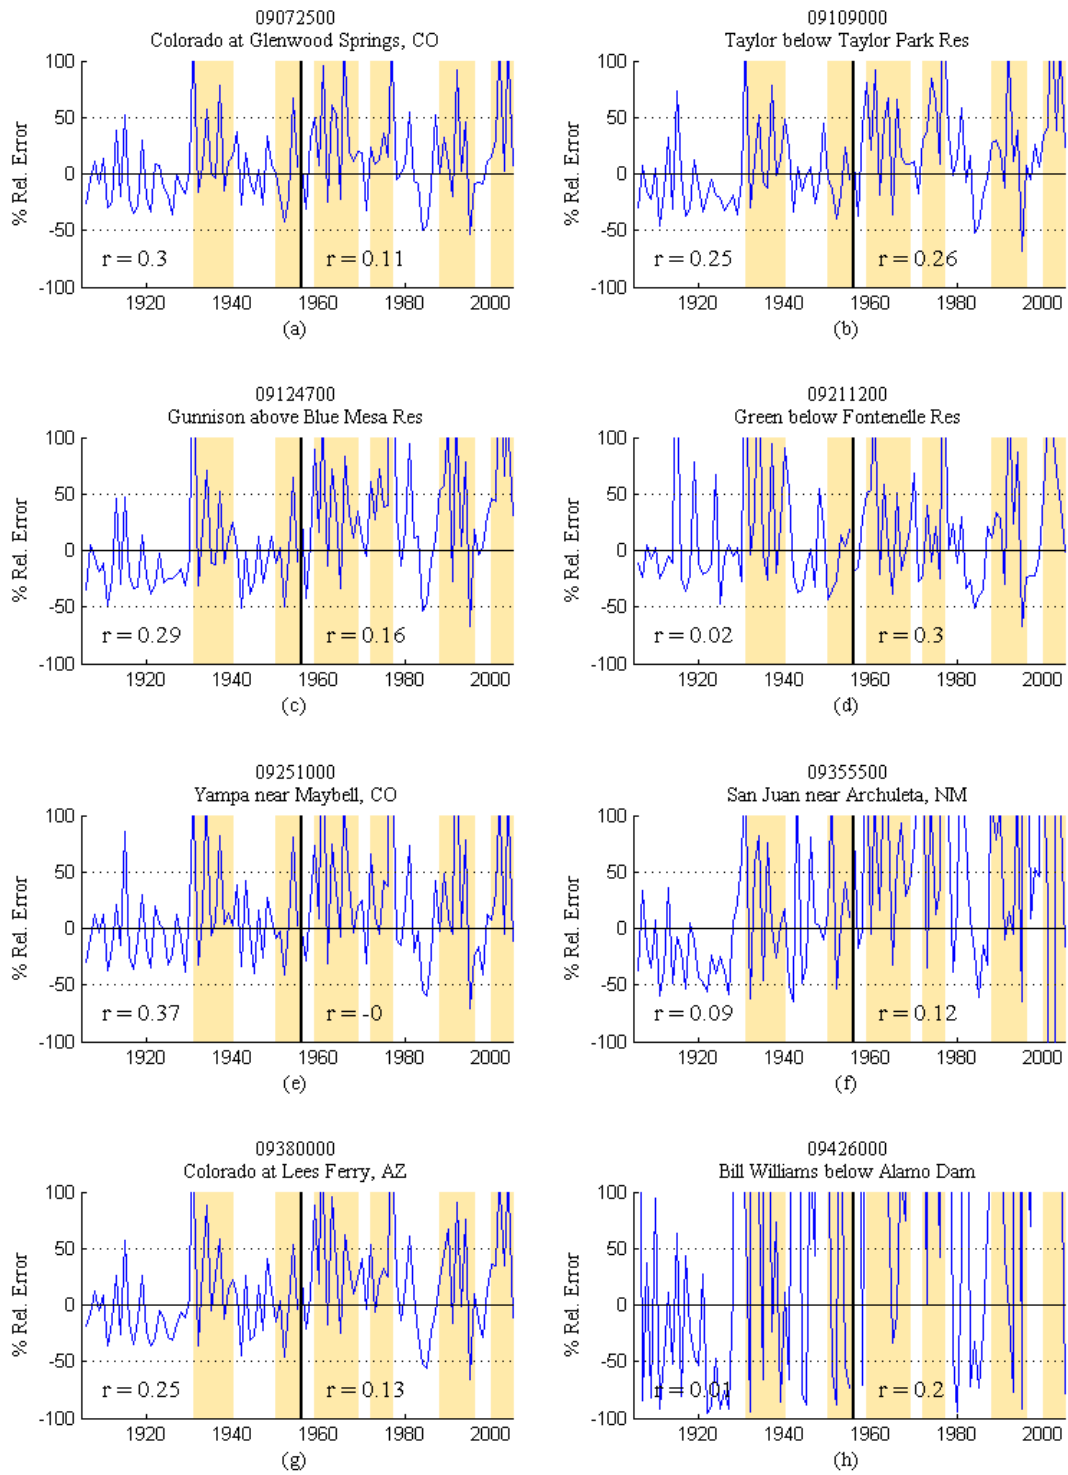 09072500
Colorado at Glenwood Springs, CO
% Rel. Error
100
50
0
-50
-100
r = 0.3
r = 0.11
1920
1940
1960
1980
2000
(a)
09109000
Taylor below Taylor Park Res
% Rel. Error
100
50
0
-50
-100
r = 0.25
r = 0.26
1920
1940
1960
1980
2000
(b)
09124700
Gunnison above Blue Mesa Res
% Rel. Error
100
50
0
-50
-100
r = 0.29
r = 0.16
1920
1940
1960
1980
2000
(c)
09211200
Green below Fontenelle Res
% Rel. Error
100
50
0
-50
-100
r = 0.02
r = 0.3
1920
1940
1960
1980
2000
(d)
09251000
Yampa near Maybell, CO
% Rel. Error
100
50
0
-50
-100
r = 0.37
r = -0
1920
1940
1960
1980
2000
(e)
09355500
San Juan near Archuleta, NM
% Rel. Error
100
50
0
-50
-100
r = 0.09
r = 0.12
1920
1940
1960
1980
2000
(f)
09380000
Colorado at Lees Ferry, AZ
% Rel. Error
100
50
0
-50
-100
r = 0.25
r = 0.13
1920
1940
1960
1980
2000
(g)
09426000
Bill Williams below Alamo Dam
% Rel. Error
100
50
0
-50
-100
r = 0.01
r = 0.2
1920
1940
1960
1980
2000
(h)